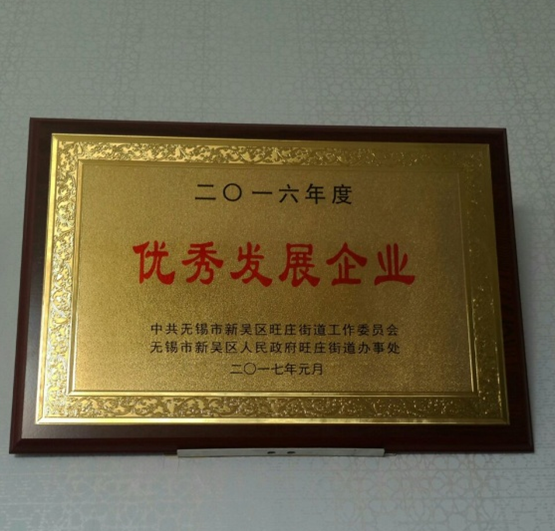 二〇一六年度
优秀发展企业
中共无锡市新吴区旺庄街道工作委员会
无锡市新吴区人民政府旺庄街道办事处
二〇一七年元月